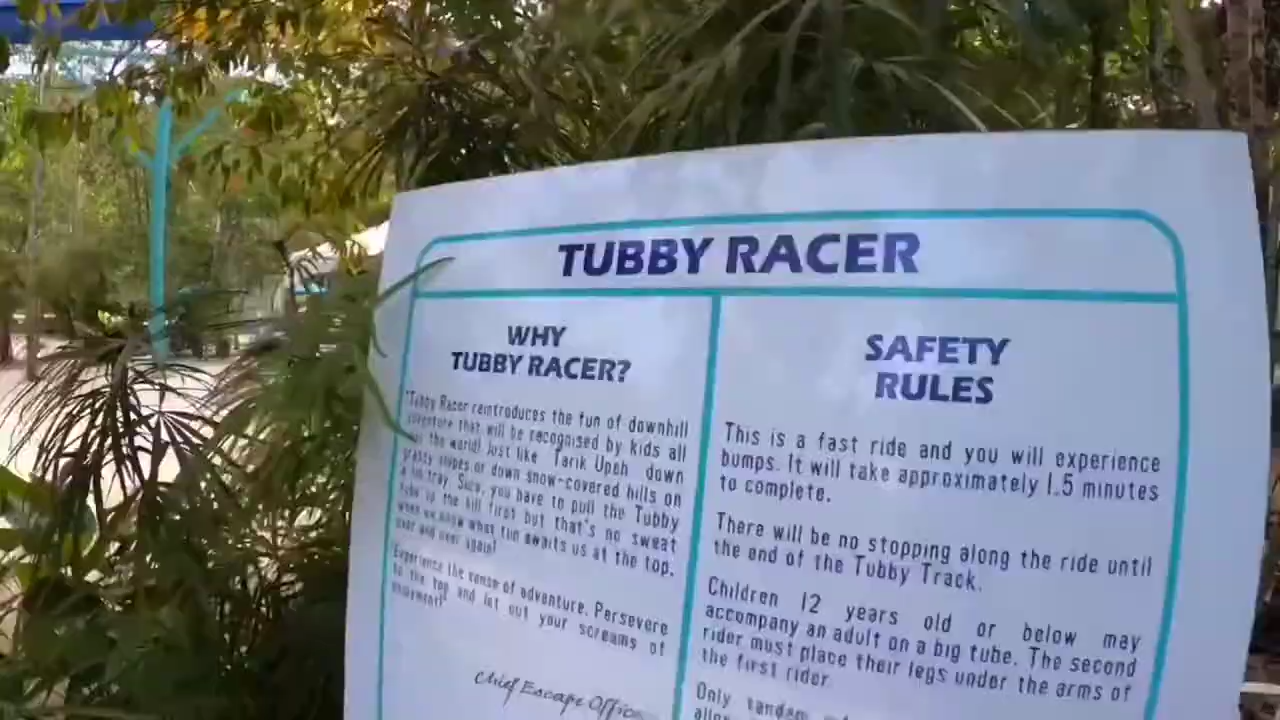 TUBBY RACER
WHY
TUBBY RACER?
"Tubby Racer reintroduces the fun of downhill
adventure that will be recognised by kids all
the world! Just like Tarik Upeh down
grassy slopes or down snow-covered hills on
a tin tray. Sure, you have to pull the Tubby
Tube to the hill first but that's no sweat
when we know what fun awaits us at the top,
over and over again!
Experience the sense of adventure. Persevere
to the top and let out your screams of
enjoyment!"
Chief Escape Officer
SAFETY
RULES
This is a fast ride and you will experience
bumps. It will take approximately 1.5 minutes
to complete.
There will be no stopping along the ride until
the end of the Tubby Track.
Children 12 years old or below may
accompany an adult on a big tube. The second
rider must place their legs under the arms of
the first rider.
Only tandem